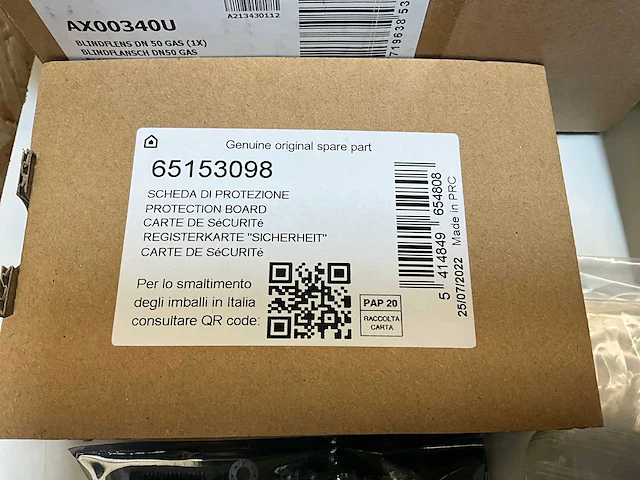 A213430112
AX00340U
BLINDFLENS DN 50 GAS (1X)
BLINDFLANSCH DN50 GAS
719638 53
Genuine original spare part
65153098
SCHEDA DI PROTEZIONE
PROTECTION BOARD
CARTE DE SéCURITé
REGISTERKARTE "SICHERHEIT"
CARTE DE SéCURITé
Per lo smaltimento
degli imballi in Italia
consultare QR code:
PAP 20
RACCOLTA
CARTA
5 414849 654808
25/07/2022 Made in PRC